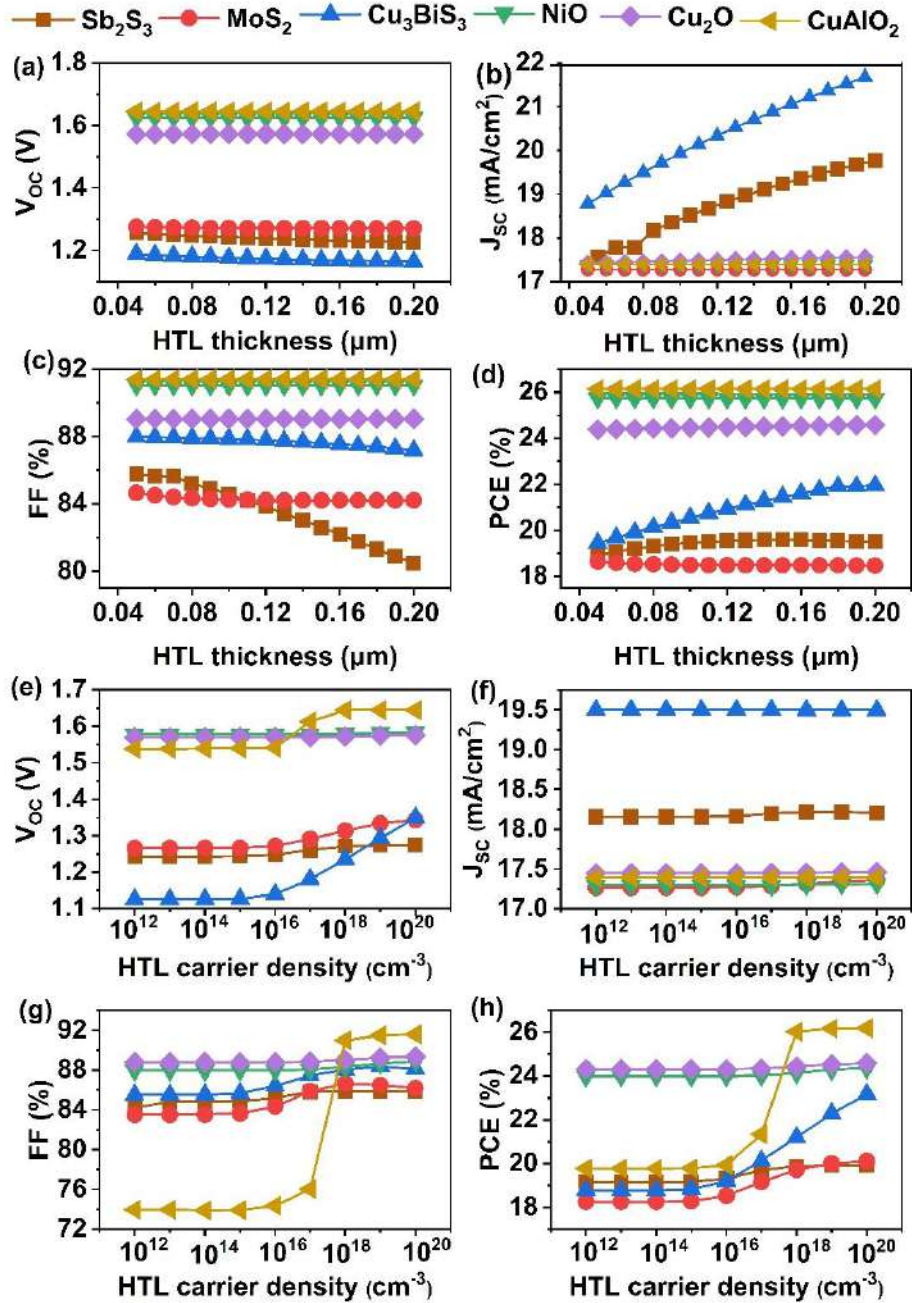 Sb₂S₃ MoS₂ Cu₃BiS₃ NiO Cu₂O CuAlO₂
(a)
1.8
1.6
1.4
1.2
V_OC (V)
0.04 0.08 0.12 0.16 0.20
HTL thickness (μm)
(b)
22
21
20
19
18
17
J_SC (mA/cm²)
0.04 0.08 0.12 0.16 0.20
HTL thickness (μm)
(c)
92
88
84
80
FF (%)
0.04 0.08 0.12 0.16 0.20
HTL thickness (μm)
(d)
26
24
22
20
18
PCE (%)
0.04 0.08 0.13 0.16 0.20
HTL thickness (μm)
(e)
1.7
1.6
1.5
1.4
1.3
1.2
1.1
V_OC (V)
10¹² 10¹⁴ 10¹⁶ 10¹⁸ 10²⁰
HTL carrier density (cm⁻³)
(f)
19.5
19.0
18.5
18.0
17.5
17.0
J_SC (mA/cm²)
10¹² 10¹⁴ 10¹⁶ 10¹⁸ 10²⁰
HTL carrier density (cm⁻³)
(g)
92
88
84
80
76
72
FF (%)
10¹² 10¹⁴ 10¹⁶ 10¹⁸ 10²⁰
HTL carrier density (cm⁻³)
(h)
26
24
22
20
18
PCE (%)
10¹² 10¹⁴ 10¹⁶ 10¹⁸ 10²⁰
HTL carrier density (cm⁻³)